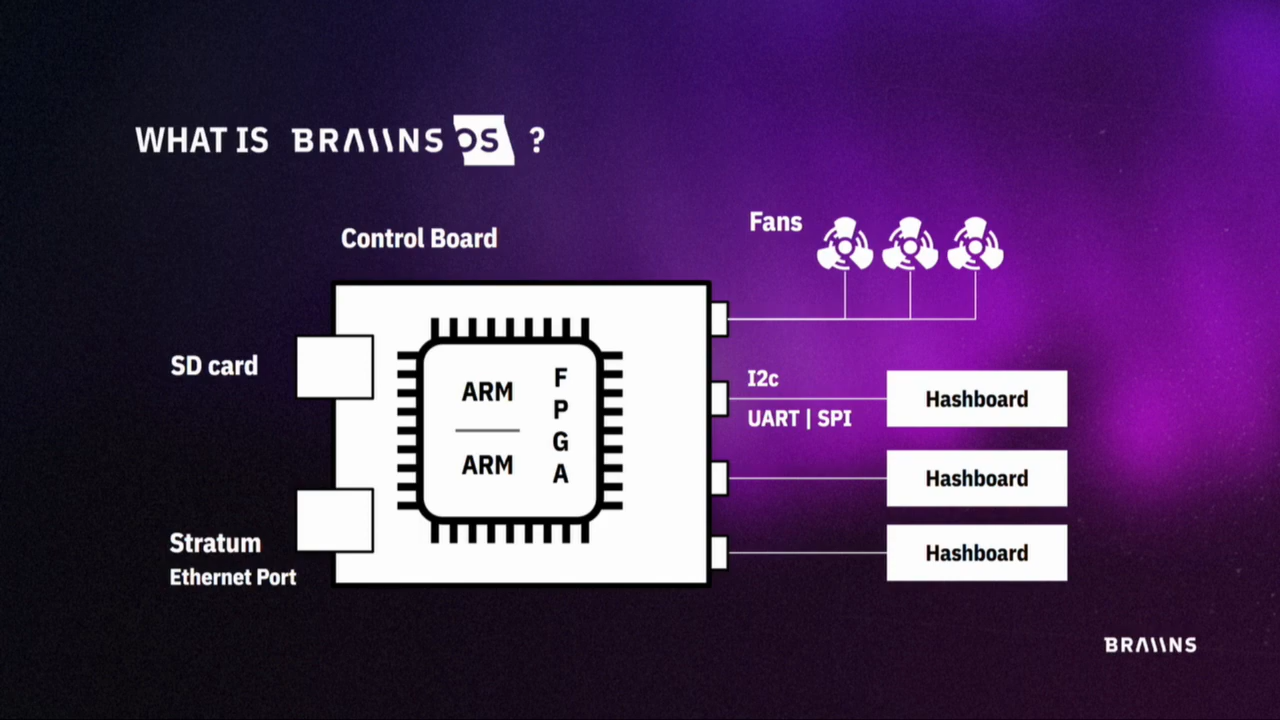 WHAT IS BRAIINS OS ?
Control Board
Fans
SD card
ARM
ARM
F
P
G
A
Stratum
Ethernet Port
I2c
UART | SPI
Hashboard
Hashboard
Hashboard
BRAIINS